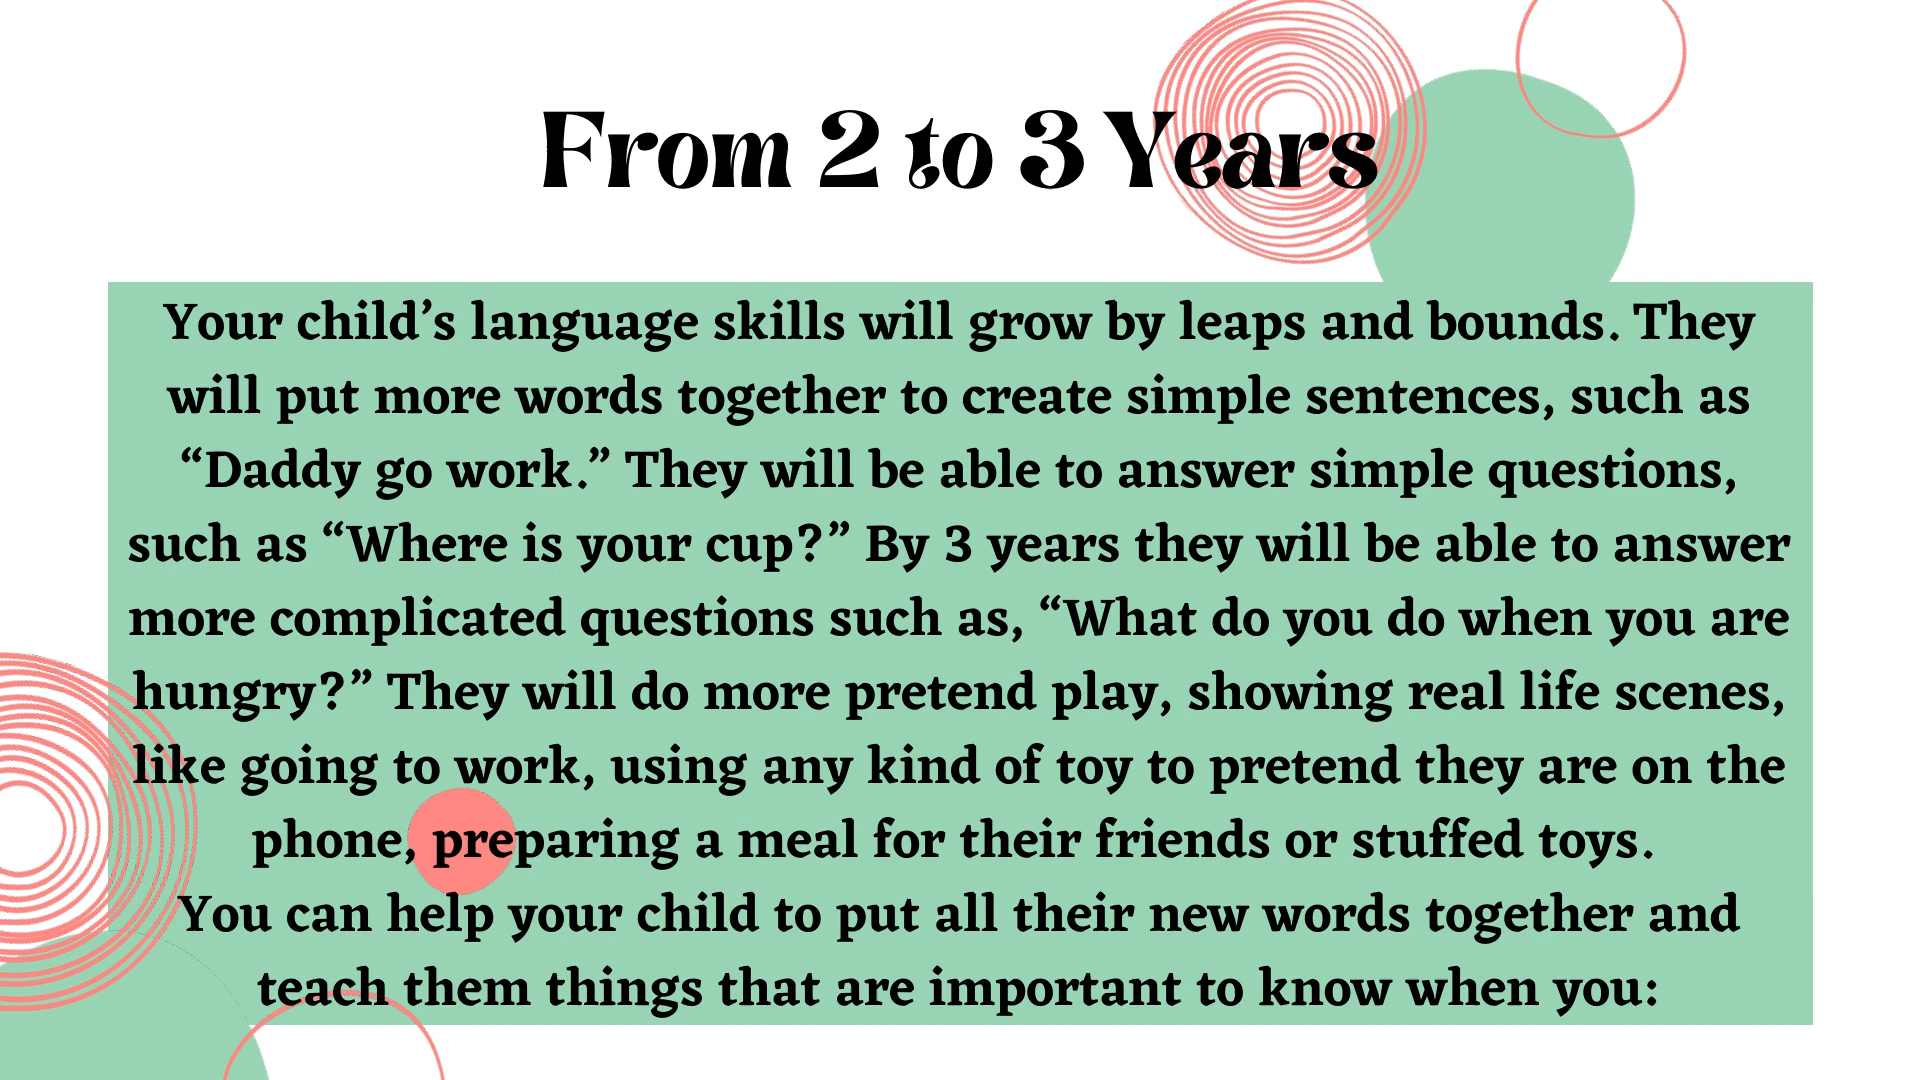 From 2 to 3 Years
Your child’s language skills will grow by leaps and bounds. They
will put more words together to create simple sentences, such as
“Daddy go work.” They will be able to answer simple questions,
such as “Where is your cup?” By 3 years they will be able to answer
more complicated questions such as, “What do you do when you are
hungry?” They will do more pretend play, showing real life scenes,
like going to work, using any kind of toy to pretend they are on the
phone, preparing a meal for their friends or stuffed toys.
You can help your child to put all their new words together and
teach them things that are important to know when you: